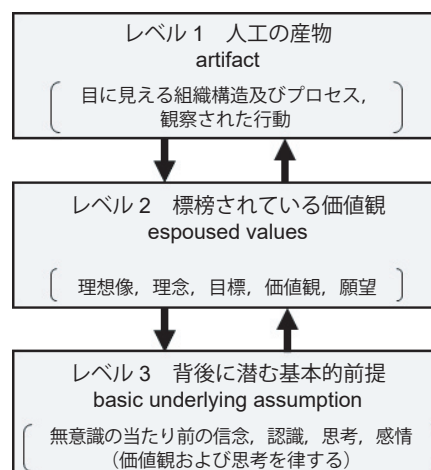 レベル 1　人工の産物
artifact
目に見える組織構造及びプロセス，
観察された行動
レベル 2　標榜されている価値観
espoused values
理想像，理念，目標，価値観，願望
レベル 3　背後に潜む基本的前提
basic underlying assumption
無意識の当たり前の信念，認識，思考，感情
（価値観および思考を律する）